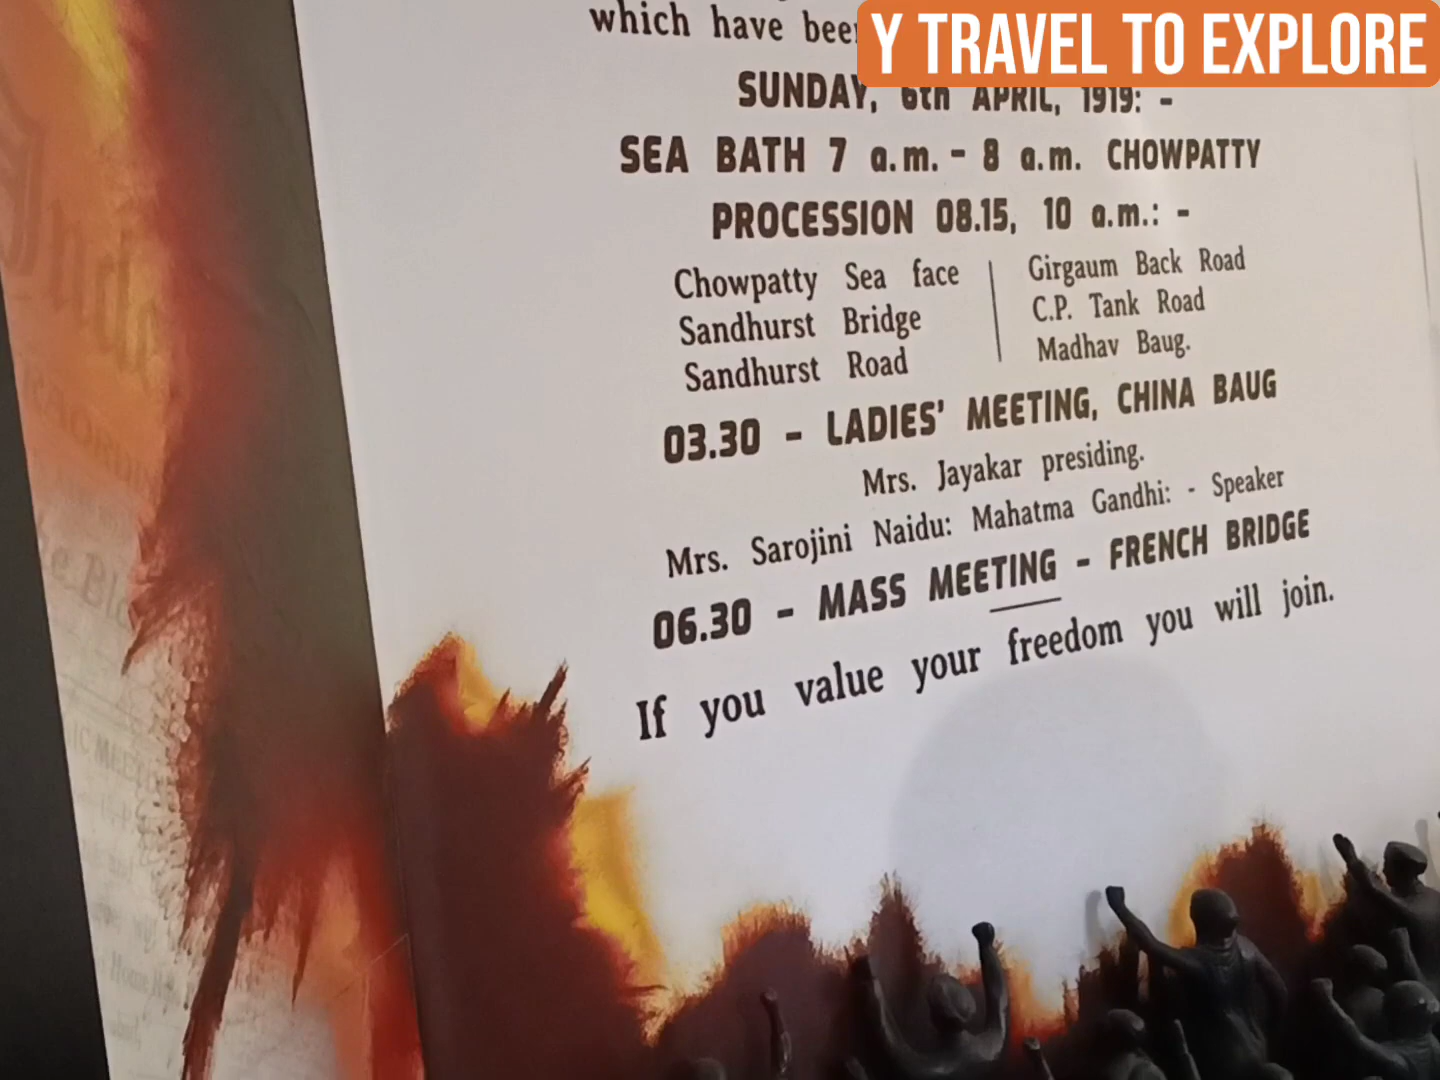 Y TRAVEL TO EXPLORE
which have been
SUNDAY, 6th APRIL, 1919: -
SEA BATH 7 a.m. - 8 a.m. CHOWPATTY
PROCESSION 08.15, 10 a.m.: -
Chowpatty Sea face
Sandhurst Bridge
Sandhurst Road
Girgaum Back Road
C.P. Tank Road
Madhav Baug.
03.30 - LADIES' MEETING, CHINA BAUG
Mrs. Jayakar presiding.
Mrs. Sarojini Naidu: Mahatma Gandhi: - Speaker
06.30 - MASS MEETING - FRENCH BRIDGE
If you value your freedom you will join.